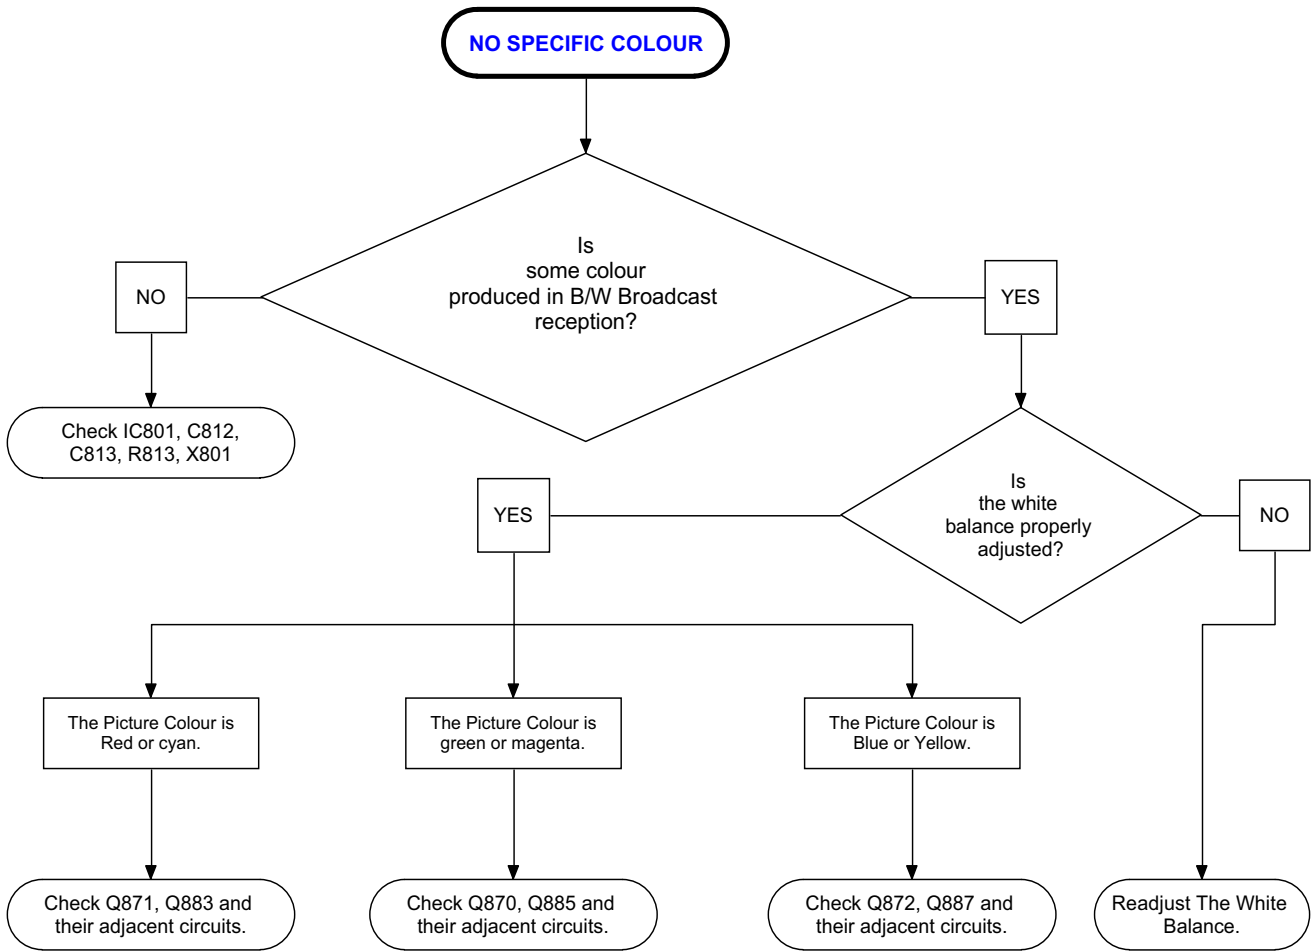 NO SPECIFIC COLOUR
Is
some colour
produced in B/W Broadcast
reception?
NO
YES
Check IC801, C812,
C813, R813, X801
Is
the white
balance properly
adjusted?
YES
NO
The Picture Colour is
Red or cyan.
The Picture Colour is
green or magenta.
The Picture Colour is
Blue or Yellow.
Check Q871, Q883 and
their adjacent circuits.
Check Q870, Q885 and
their adjacent circuits.
Check Q872, Q887 and
their adjacent circuits.
Readjust The White
Balance.